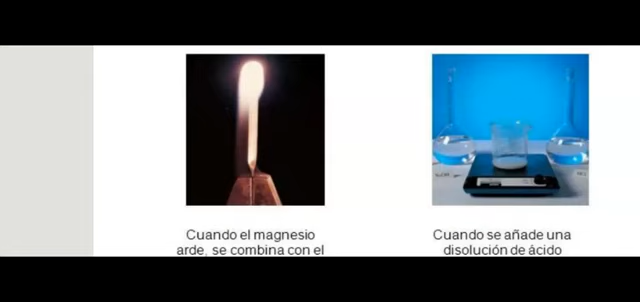 Cuando el magnesio
arde, se combina con el
Cuando se añade una
disolución de ácido